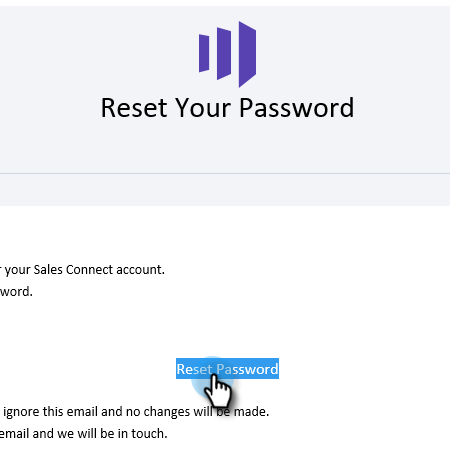 Reset Your Password
your Sales Connect account.
word.
Reset Password
ignore this email and no changes will be made.
email and we will be in touch.